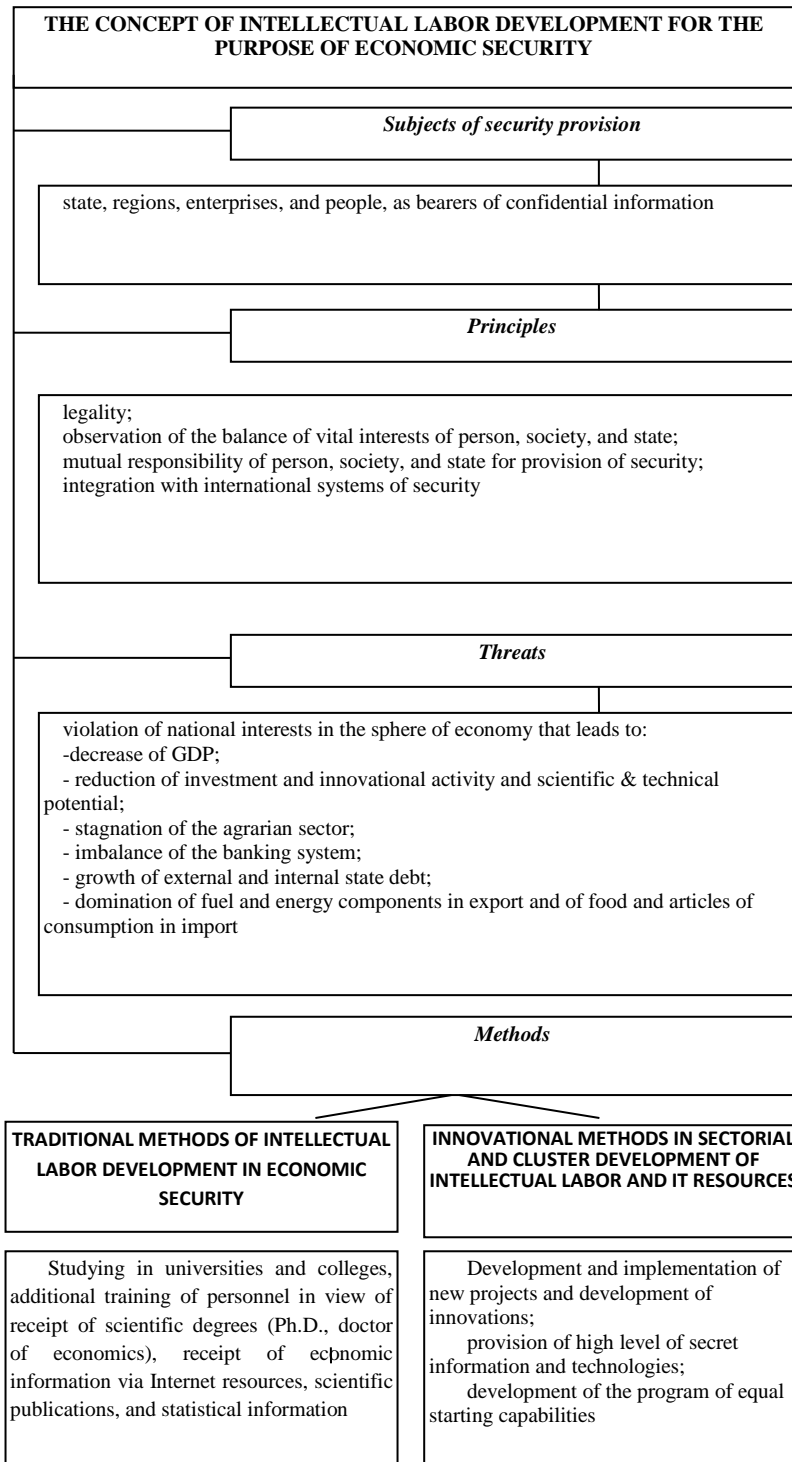 THE CONCEPT OF INTELLECTUAL LABOR DEVELOPMENT FOR THE
PURPOSE OF ECONOMIC SECURITY
Subjects of security provision
state, regions, enterprises, and people, as bearers of confidential information
Principles
legality;
observation of the balance of vital interests of person, society, and state;
mutual responsibility of person, society, and state for provision of security;
integration with international systems of security
Threats
violation of national interests in the sphere of economy that leads to:
-decrease of GDP;
- reduction of investment and innovational activity and scientific & technical
potential;
- stagnation of the agrarian sector;
- imbalance of the banking system;
- growth of external and internal state debt;
- domination of fuel and energy components in export and of food and articles of
consumption in import
Methods
TRADITIONAL METHODS OF INTELLECTUAL
LABOR DEVELOPMENT IN ECONOMIC
SECURITY
Studying in universities and colleges,
additional training of personnel in view of
receipt of scientific degrees (Ph.D., doctor
of economics), receipt of economic
information via Internet resources, scientific
publications, and statistical information
INNOVATIONAL METHODS IN SECTORIAL
AND CLUSTER DEVELOPMENT OF
INTELLECTUAL LABOR AND IT RESOURCES
Development and implementation of
new projects and development of
innovations;
provision of high level of secret
information and technologies;
development of the program of equal
starting capabilities